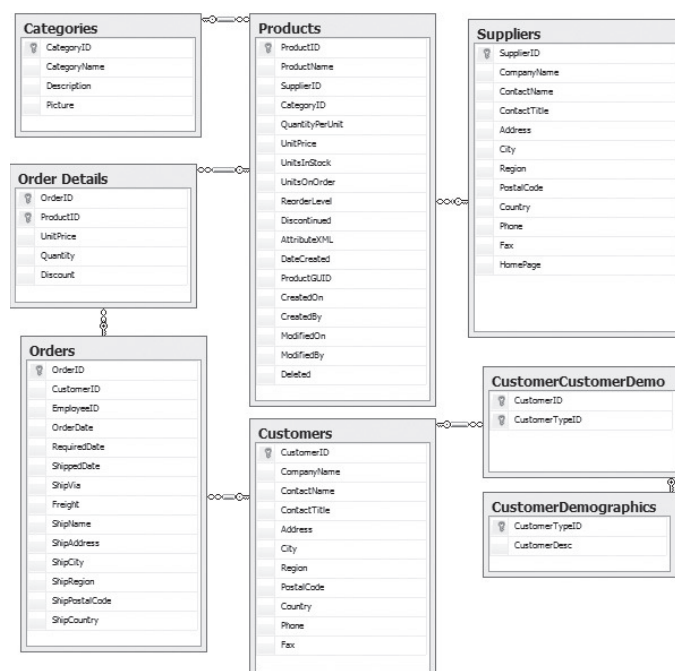 Categories
CategoryID
CategoryName
Description
Picture
Products
ProductID
ProductName
SupplierID
CategoryID
QuantityPerUnit
UnitPrice
UnitsInStock
UnitsOnOrder
ReorderLevel
Discontinued
AttributeXML
DateCreated
ProductGUID
CreatedOn
CreatedBy
ModifiedOn
ModifiedBy
Deleted
Suppliers
SupplierID
CompanyName
ContactName
ContactTitle
Address
City
Region
PostalCode
Country
Phone
Fax
HomePage
Order Details
OrderID
ProductID
UnitPrice
Quantity
Discount
Orders
OrderID
CustomerID
EmployeeID
OrderDate
RequiredDate
ShippedDate
ShipVia
Freight
ShipName
ShipAddress
ShipCity
ShipRegion
ShipPostalCode
ShipCountry
Customers
CustomerID
CompanyName
ContactName
ContactTitle
Address
City
Region
PostalCode
Country
Phone
Fax
CustomerCustomerDemo
CustomerID
CustomerTypeID
CustomerDemographics
CustomerTypeID
CustomerDesc